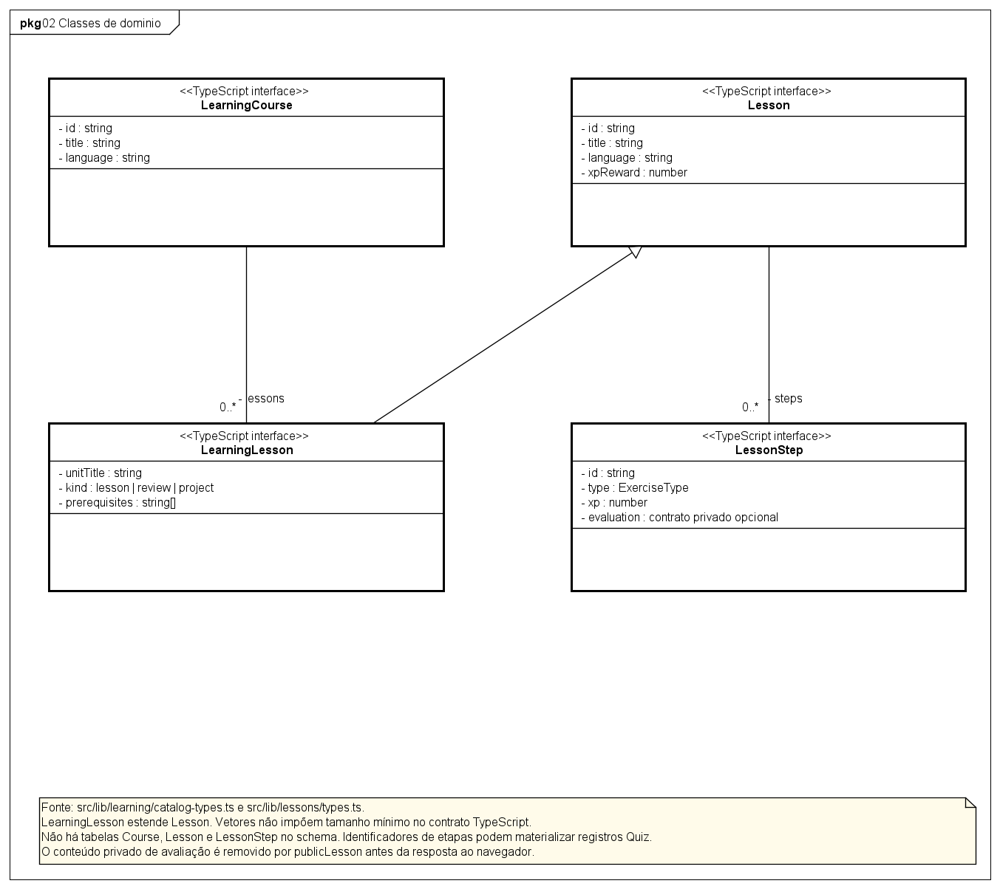 pkg02 Classes de dominio
<<TypeScript interface>>
LearningCourse
- id : string
- title : string
- language : string
<<TypeScript interface>>
Lesson
- id : string
- title : string
- language : string
- xpReward : number
- essons
0..*
- steps
0..*
<<TypeScript interface>>
LearningLesson
- unitTitle : string
- kind : lesson | review | project
- prerequisites : string[]
<<TypeScript interface>>
LessonStep
- id : string
- type : ExerciseType
- xp : number
- evaluation : contrato privado opcional
Fonte: src/lib/learning/catalog-types.ts e src/lib/lessons/types.ts.
LearningLesson estende Lesson. Vetores não impõem tamanho mínimo no contrato TypeScript.
Não há tabelas Course, Lesson e LessonStep no schema. Identificadores de etapas podem materializar registros Quiz.
O conteúdo privado de avaliação é removido por publicLesson antes da resposta ao navegador.